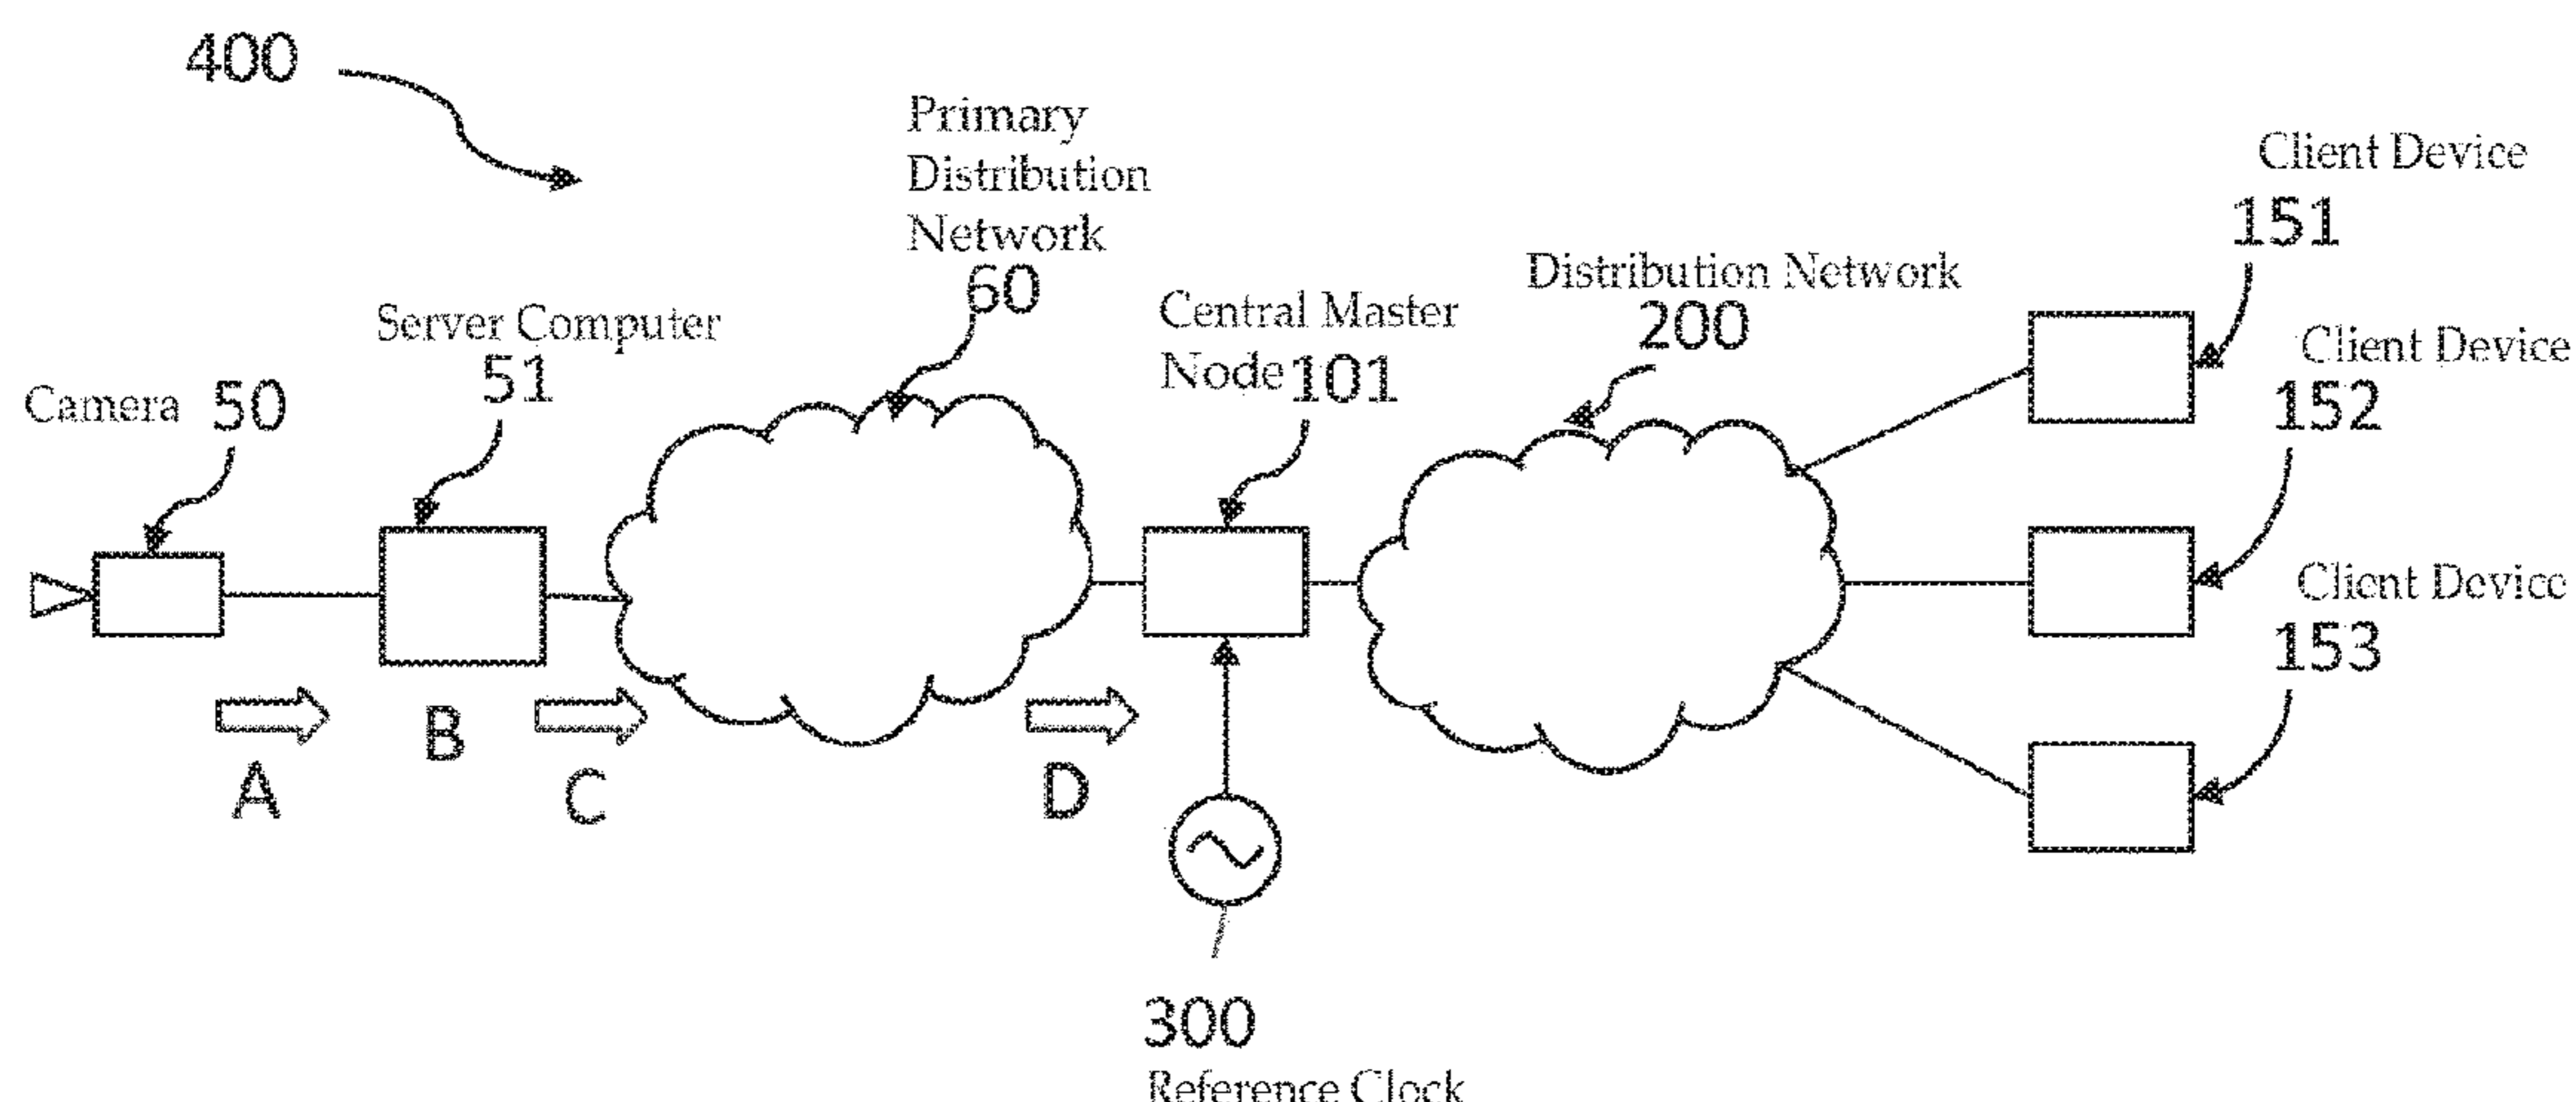 400
Primary
Distribution
Network
60
Client Device
151
Distribution Network
200
Central Master
Node 101
Server Computer
51
Client Device
152
Camera 50
Client Device
153
A
B
C
D
300
Reference Clock